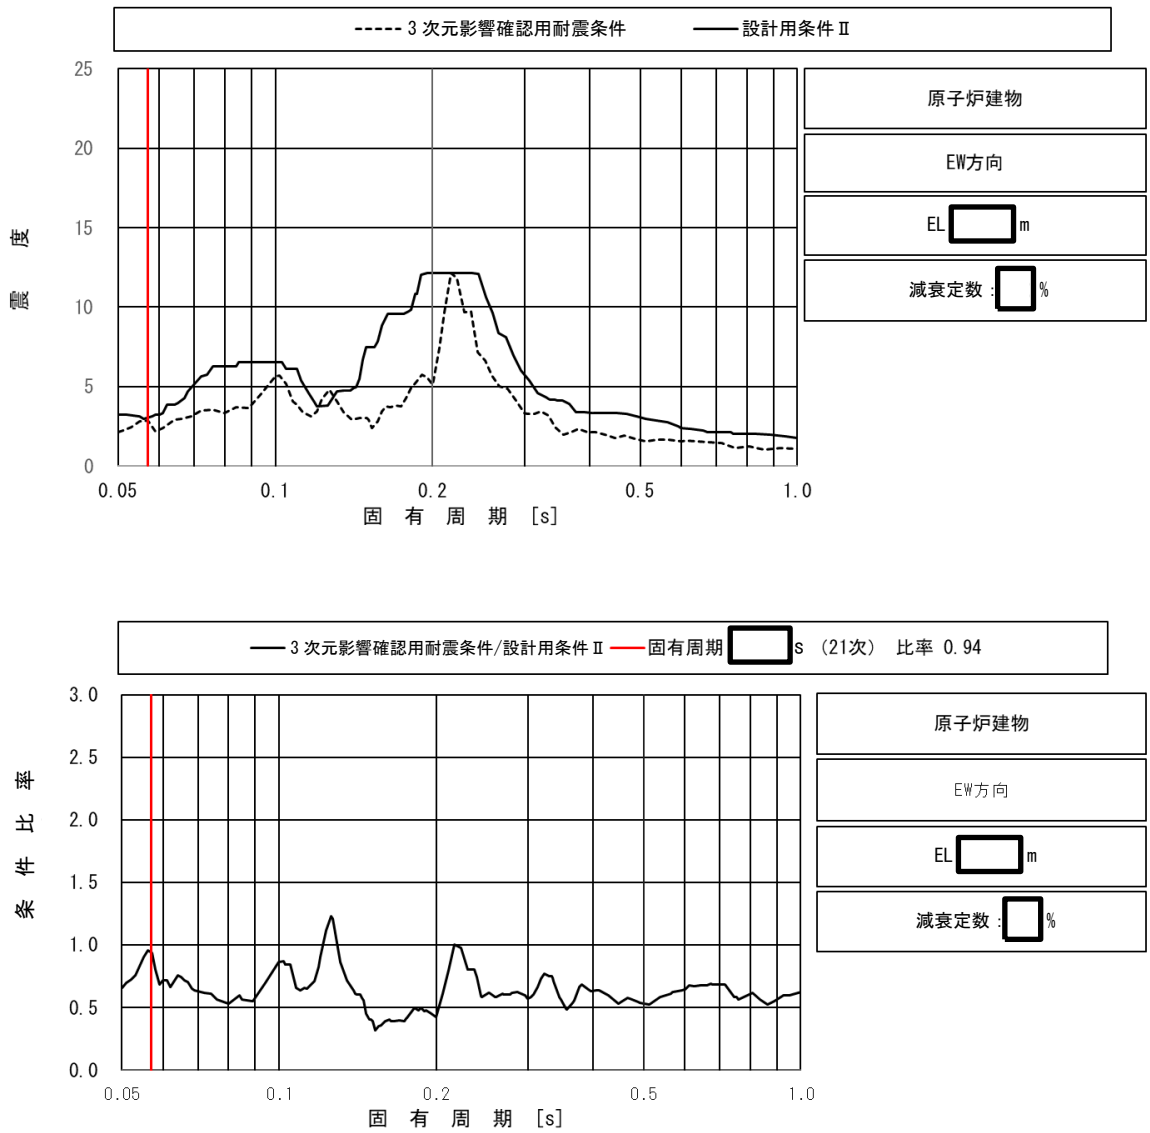 3次元影響確認用耐震条件 設計用条件Ⅱ
25
20
15
10
5
0
震度
0.05 0.1 0.2 0.5 1.0
固有周期 [s]
原子炉建物
EW方向
EL m
減衰定数: %
3次元影響確認用耐震条件/設計用条件Ⅱ 固有周期 s (21次) 比率 0.94
3.0
2.5
2.0
1.5
1.0
0.5
0.0
条件比率
0.05 0.1 0.2 0.5 1.0
固有周期 [s]
原子炉建物
EW方向
EL m
減衰定数: %